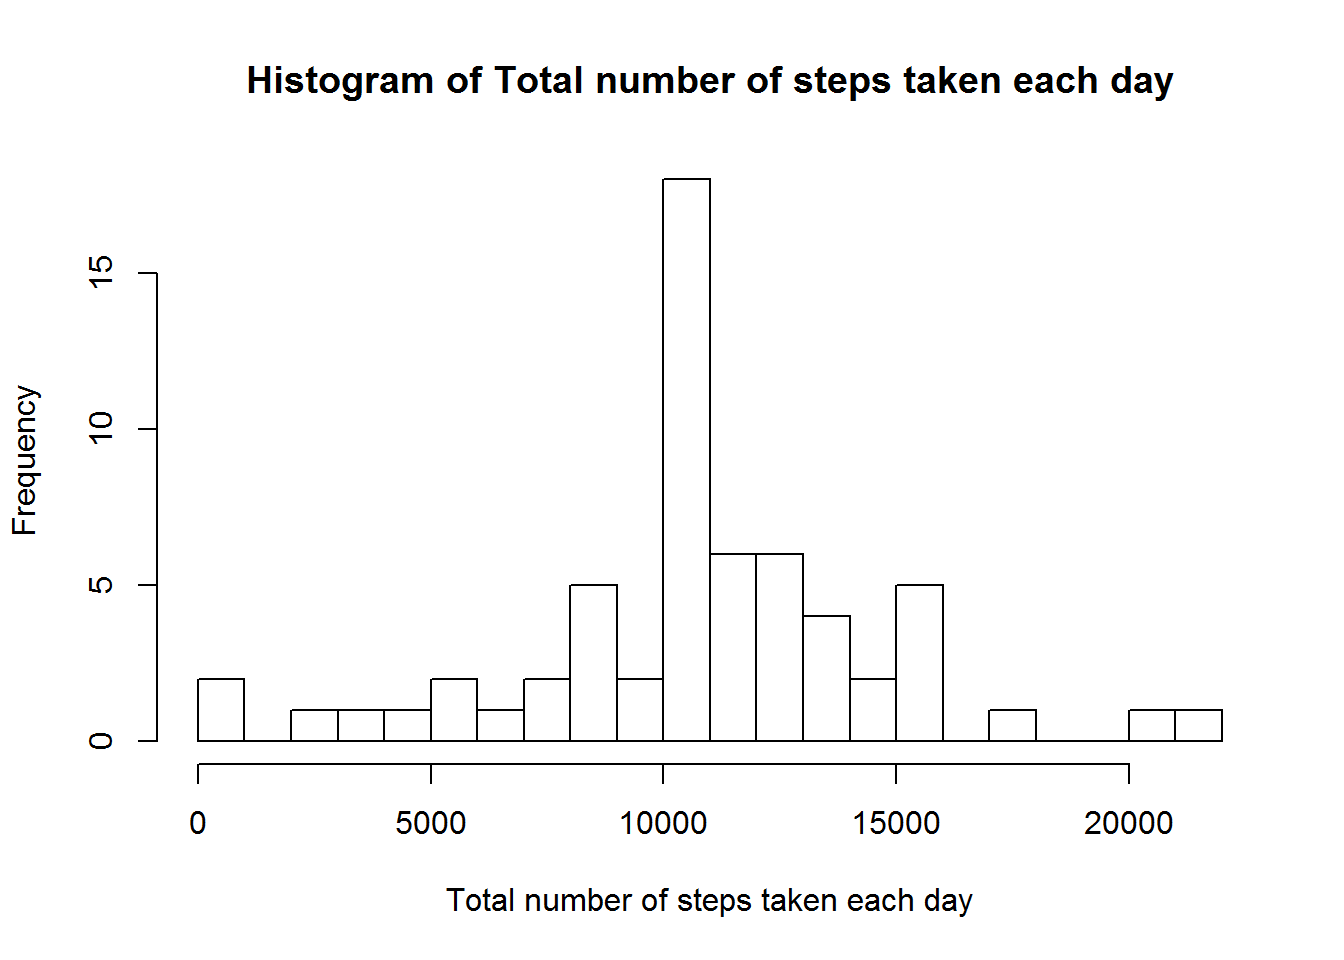 Histogram of Total number of steps taken each day
Frequency
15
10
5
0
0 5000 10000 15000 20000
Total number of steps taken each day